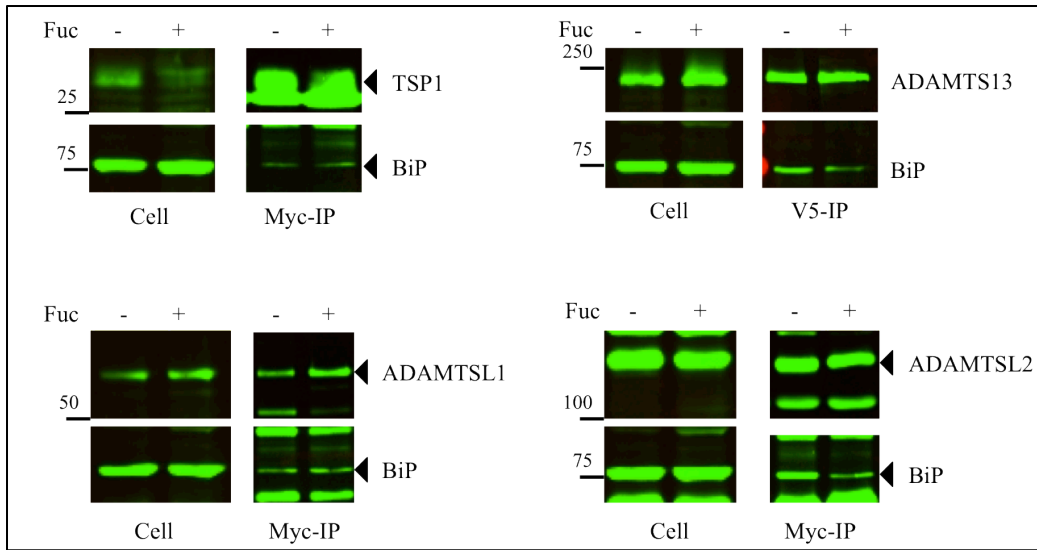 Fuc - + - +
TSP1
25
75
BiP
Cell Myc-IP
Fuc - + - +
250
ADAMTS13
75
BiP
Cell V5-IP
Fuc - + - +
ADAMTSL1
50
BiP
Cell Myc-IP
Fuc - + - +
ADAMTSL2
100
75
BiP
Cell Myc-IP